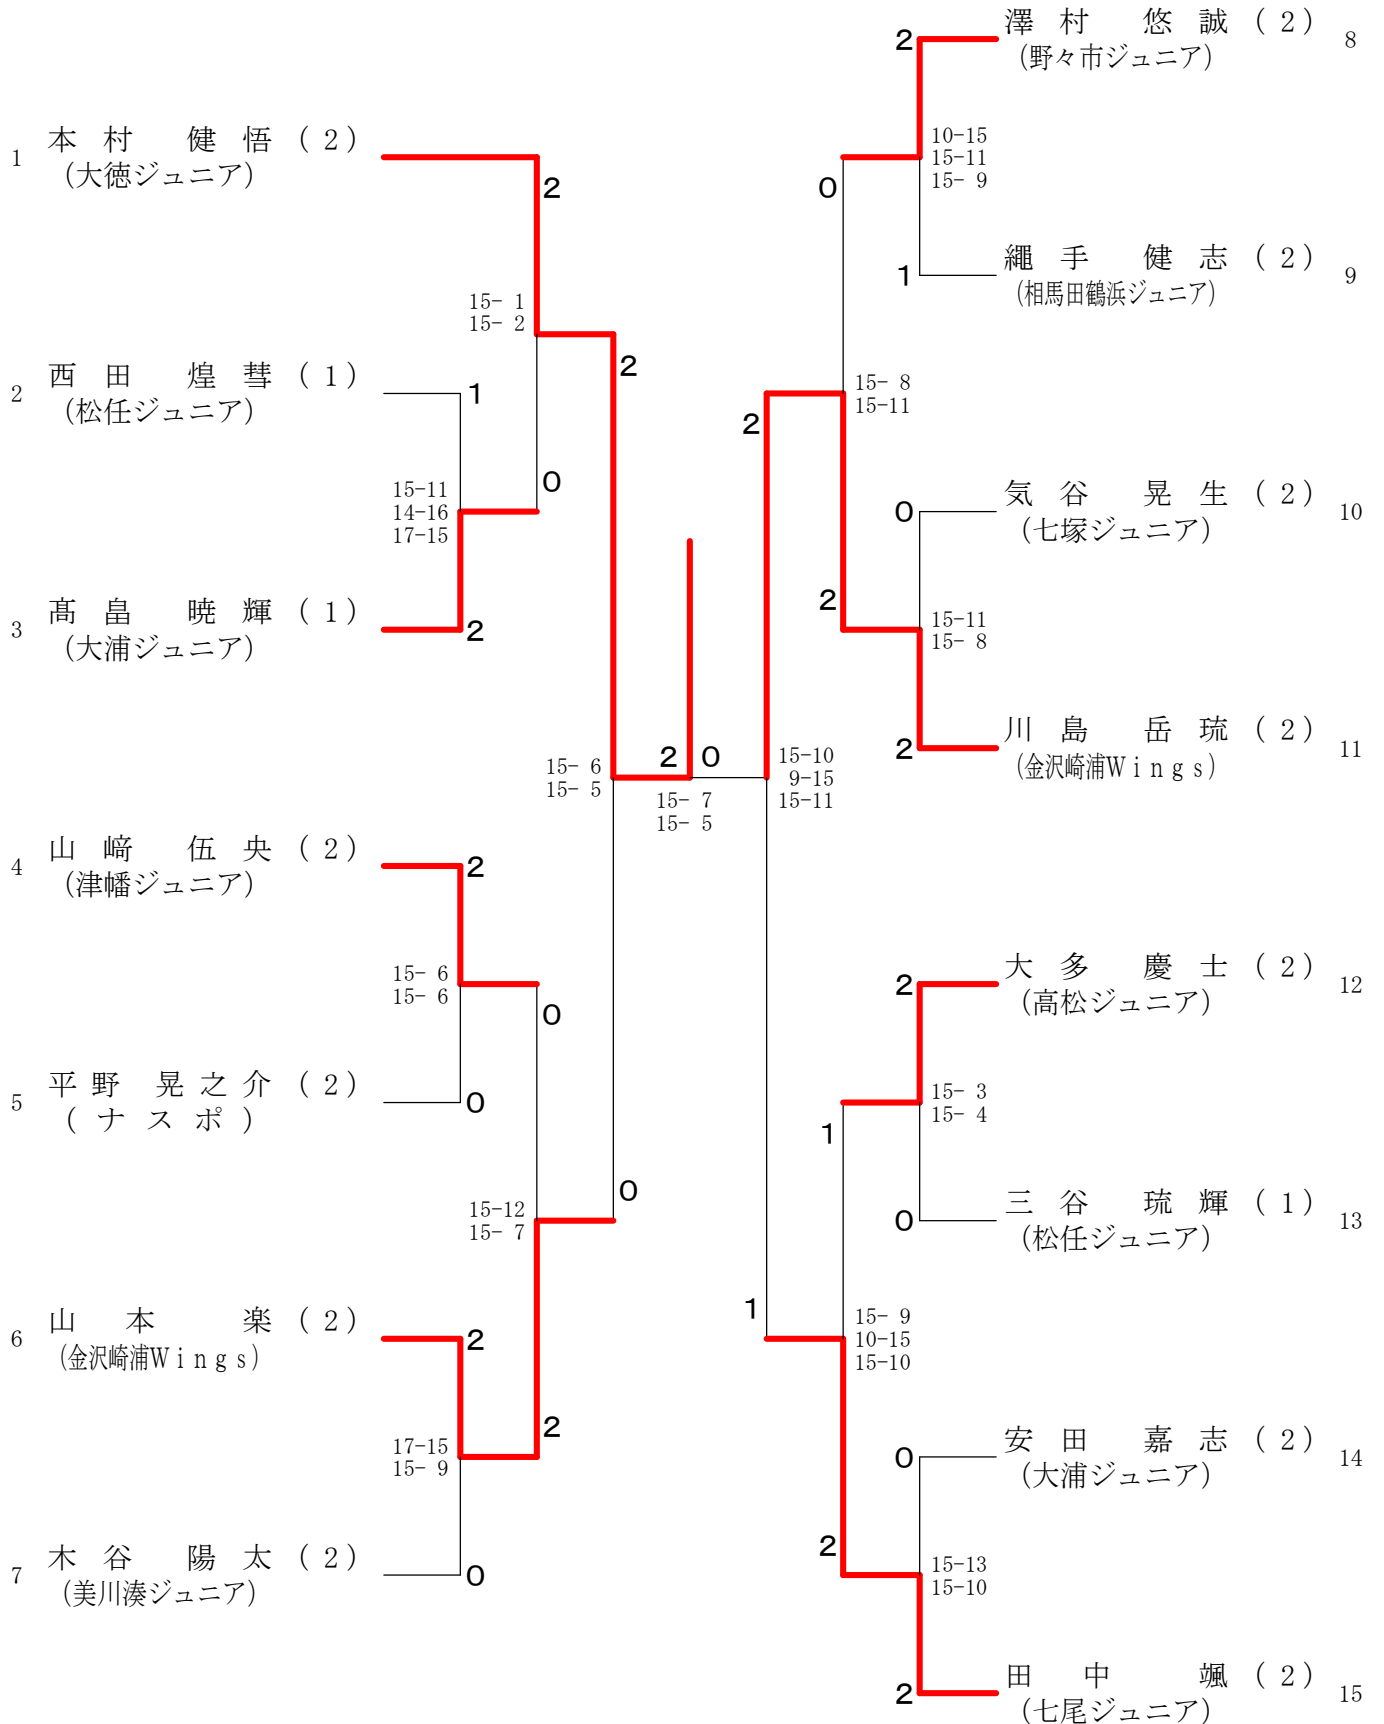 1 本村 健悟 (2)
(大徳ジュニア)
2
15- 1
15- 2
2
2 西田 煌彗 (1)
(松任ジュニア)
1
0
15-11
14-16
17-15
3 髙畠 暁輝 (1)
(大浦ジュニア)
2
15- 6
15- 5
4 山﨑 伍央 (2)
(津幡ジュニア)
2
15- 6
15- 6
0
5 平野 晃之介 (2)
(ナスポ)
0
15-12
15- 7
0
6 山本 楽 (2)
(金沢崎浦Wings)
2
2
17-15
15- 9
7 木谷 陽太 (2)
(美川湊ジュニア)
0
2 0
15- 7
15- 5
澤村 悠誠 (2) 8
(野々市ジュニア)
2
10-15
15-11
15- 9
0
繩手 健志 (2) 9
(相馬田鶴浜ジュニア)
1
15- 8
15-11
2
気谷 晃生 (2) 10
(七塚ジュニア)
0
2
15-11
15- 8
川島 岳琉 (2) 11
(金沢崎浦Wings)
2
15-10
9-15
15-11
大多 慶士 (2) 12
(高松ジュニア)
2
15- 3
15- 4
1
三谷 琉輝 (1) 13
(松任ジュニア)
0
1
15- 9
10-15
15-10
安田 嘉志 (2) 14
(大浦ジュニア)
0
2
15-13
15-10
田中 颯 (2) 15
(七尾ジュニア)
2